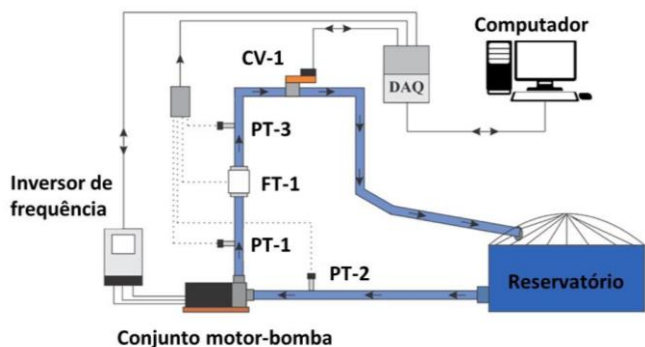 Computador
CV-1
DAQ
PT-3
Inversor de
frequência
FT-1
PT-1
PT-2
Reservatório
Conjunto motor-bomba